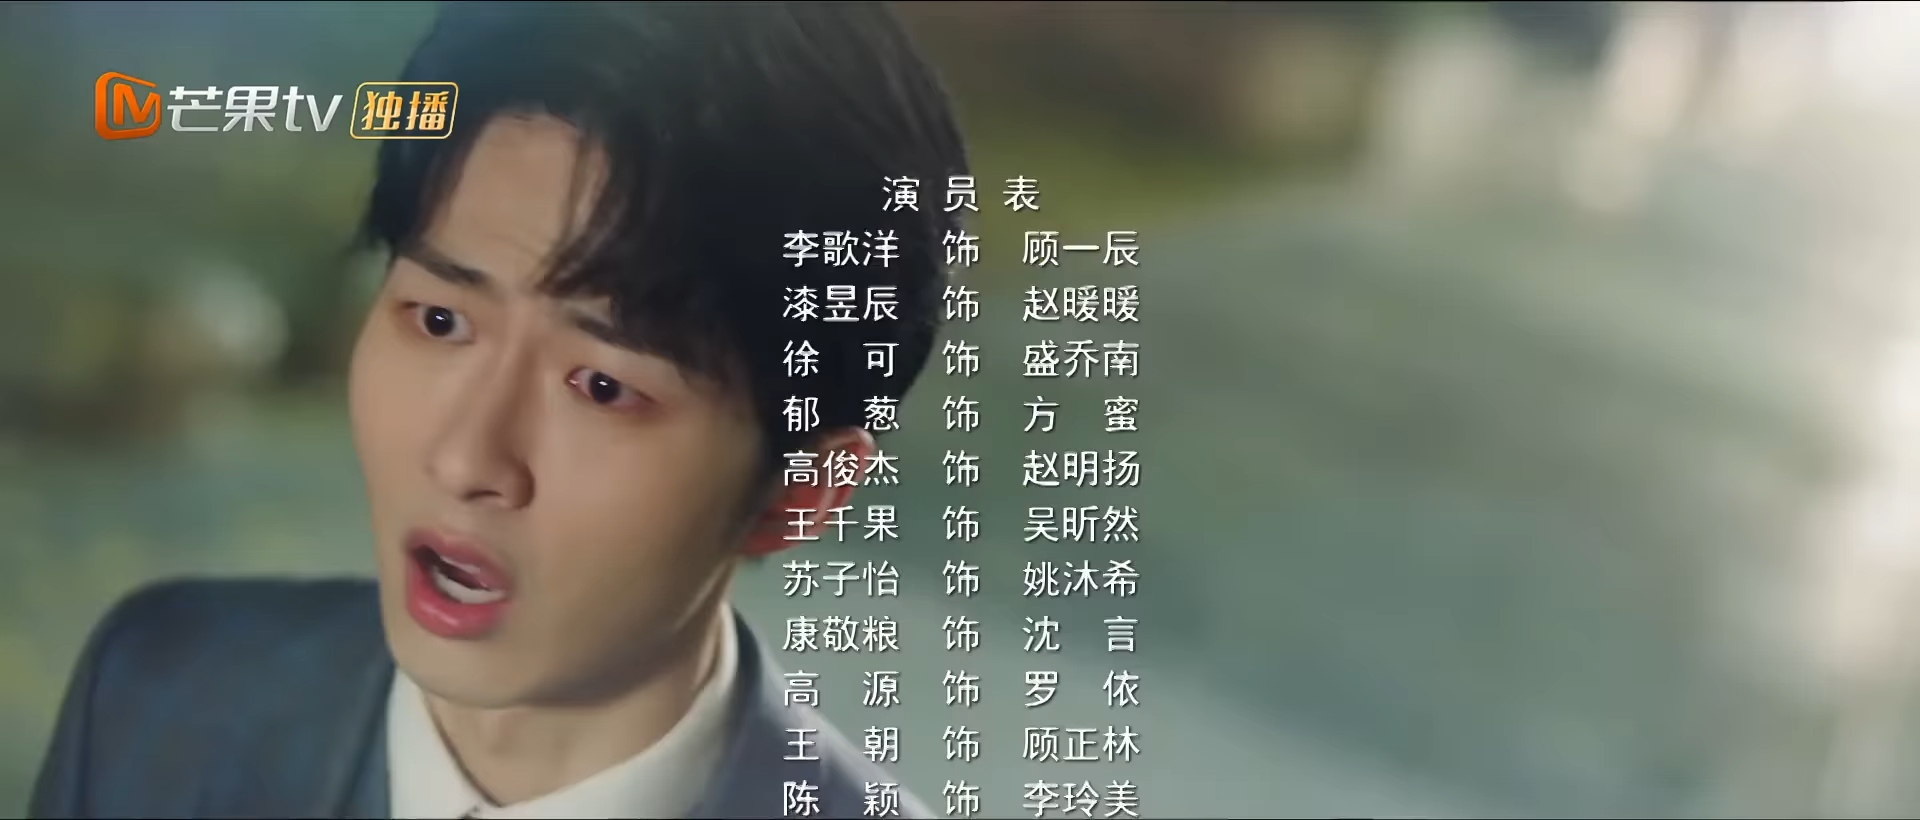 芒果tv 独播
演员表
李歌洋 饰 顾一辰
漆昱辰 饰 赵暖暖
徐可 饰 盛乔南
郁葱 饰 方蜜
高俊杰 饰 赵明扬
王千果 饰 吴昕然
苏子怡 饰 姚沐希
康敬粮 饰 沈言
高源 饰 罗依
王朝 饰 顾正林
陈颖 饰 李玲美